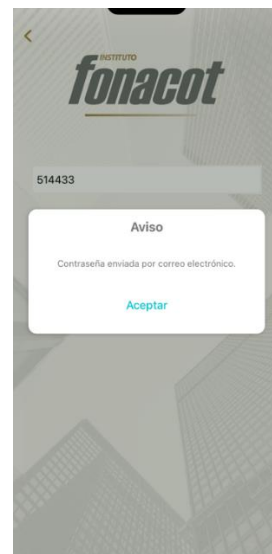 INSTITUTO
fonacot
514433
Aviso
Contraseña enviada por correo electrónico.
Aceptar